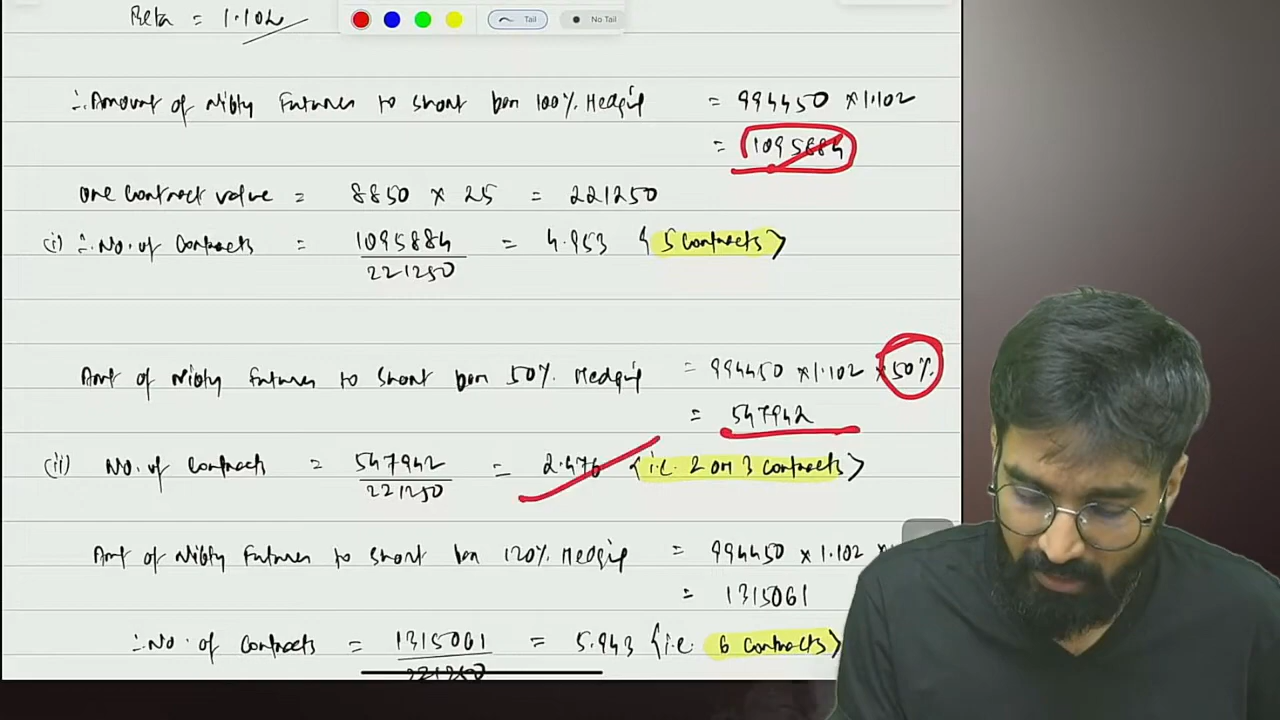 Beta = 1.102
Tail
No Tail
∴ Amount of Nifty Futures to short for 100% Hedging = 994450 × 1.102
= 1095884
One contract value = 8850 × 25 = 221250
(i) ∴ No. of Contracts = 1095884 / 221250 = 4.953 {5 contracts}
Amt of Nifty Futures to short for 50% Hedging = 994450 × 1.102 × 50%
= 547942
(ii) No. of Contracts = 547942 / 221250 = 2.476 {i.e. 2 or 3 contracts}
Amt of Nifty Futures to short for 120% Hedging = 994450 × 1.102 ×
= 1315061
∴ No. of Contracts = 1315061 / 221250 = 5.943 {i.e. 6 contracts}